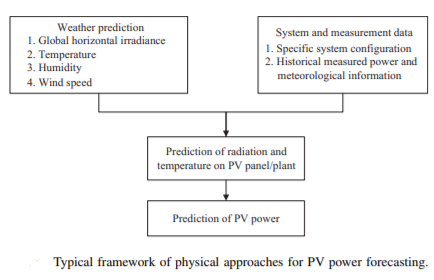 Weather prediction
1. Global horizontal irradiance
2. Temperature
3. Humidity
4. Wind speed
System and measurement data
1. Specific system configuration
2. Historical measured power and
meteorological information
Prediction of radiation and
temperature on PV panel/plant
Prediction of PV power
Typical framework of physical approaches for PV power forecasting.